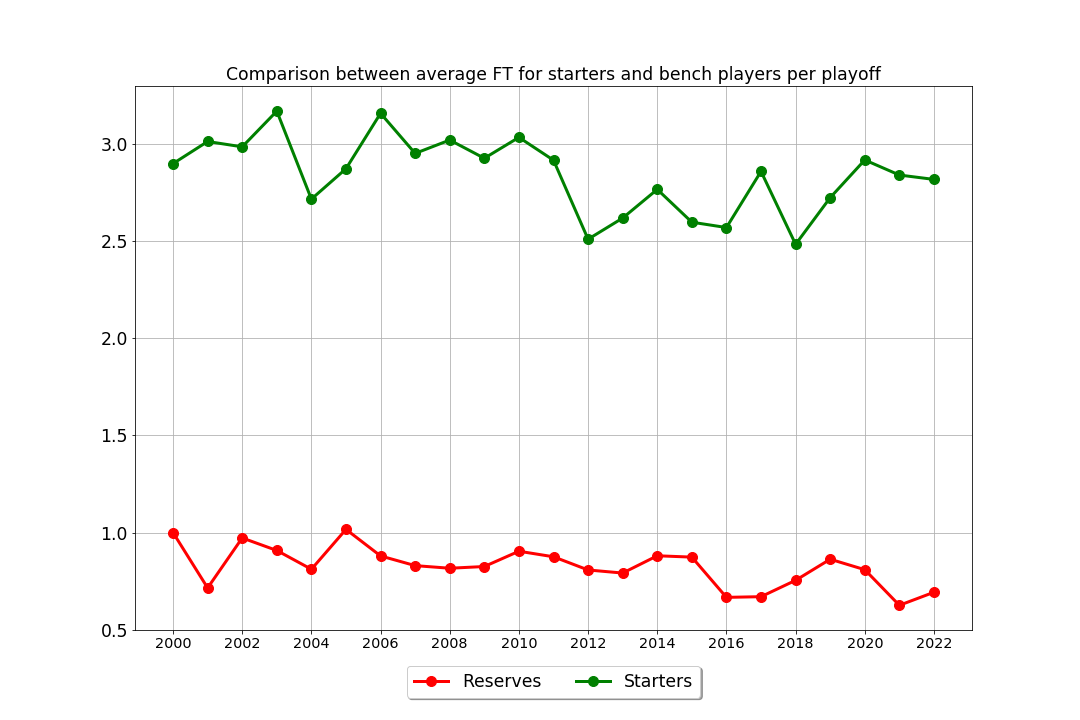 Comparison between average FT for starters and bench players per playoff
3.0
2.5
2.0
1.5
1.0
0.5
2000 2002 2004 2006 2008 2010 2012 2014 2016 2018 2020 2022
Reserves Starters